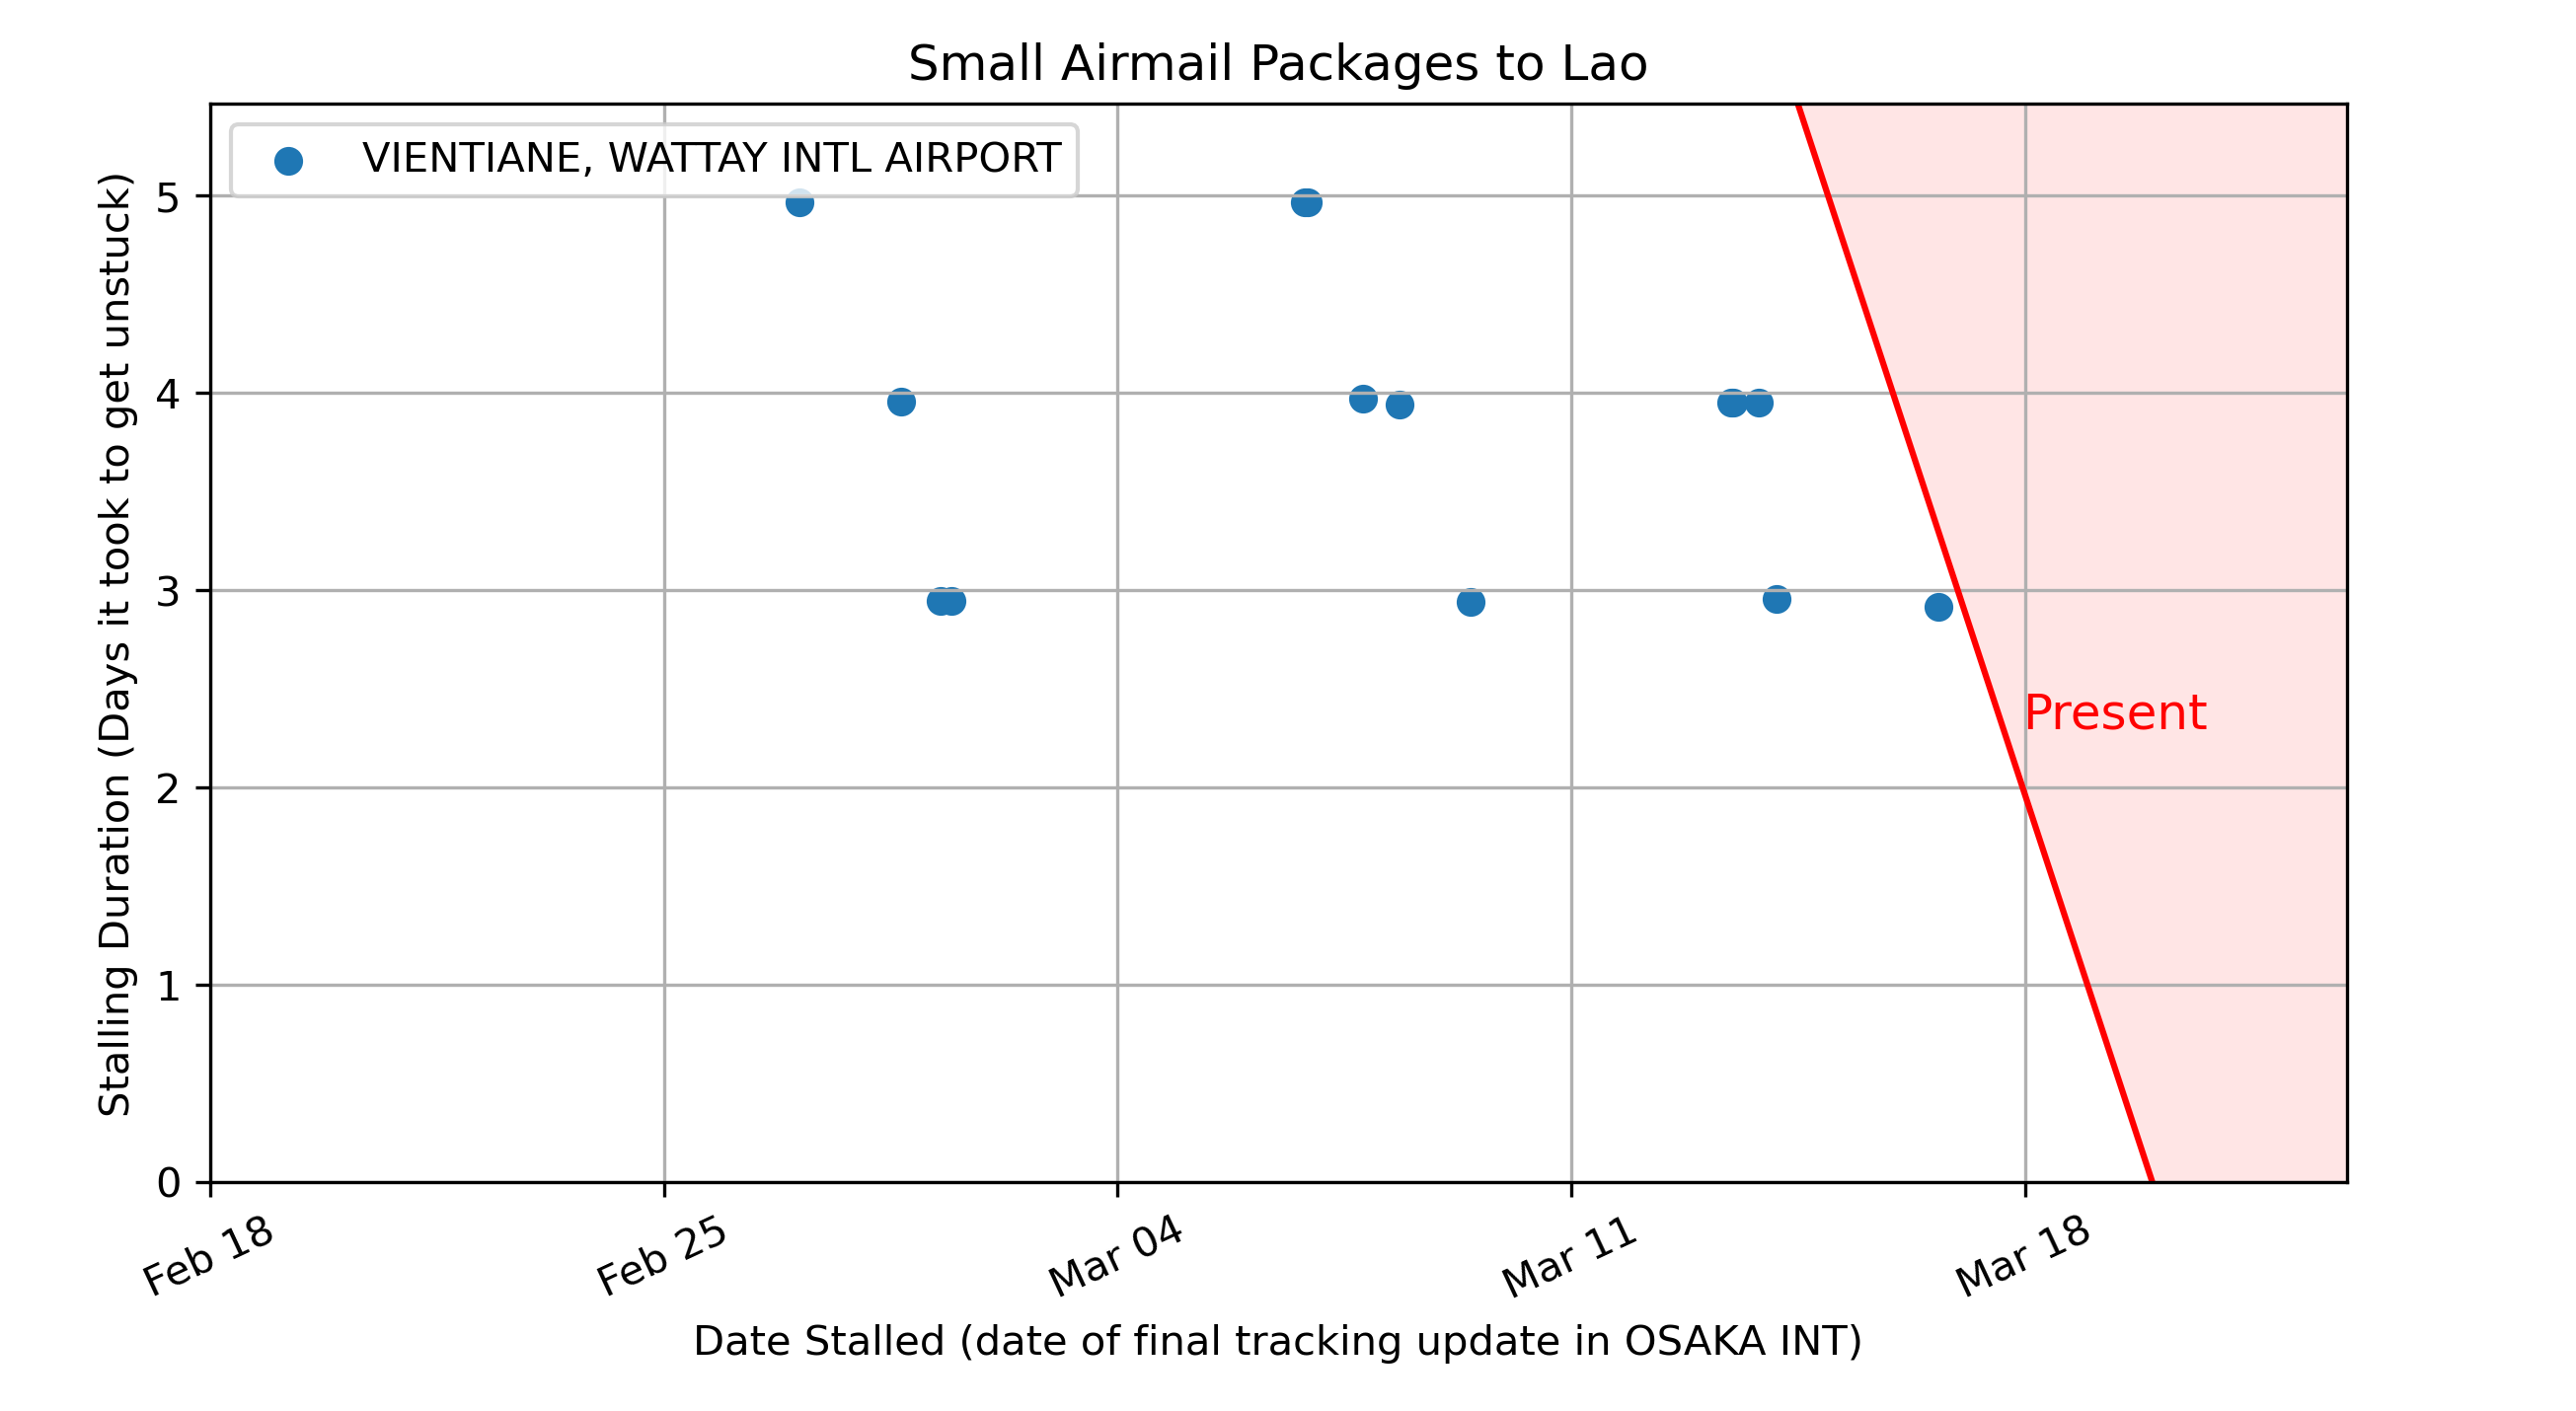 Small Airmail Packages to Lao
VIENTIANE, WATTAY INTL AIRPORT
Stalling Duration (Days it took to get unstuck)
5
4
3
2
1
0
Present
Feb 18
Feb 25
Mar 04
Mar 11
Mar 18
Date Stalled (date of final tracking update in OSAKA INT)